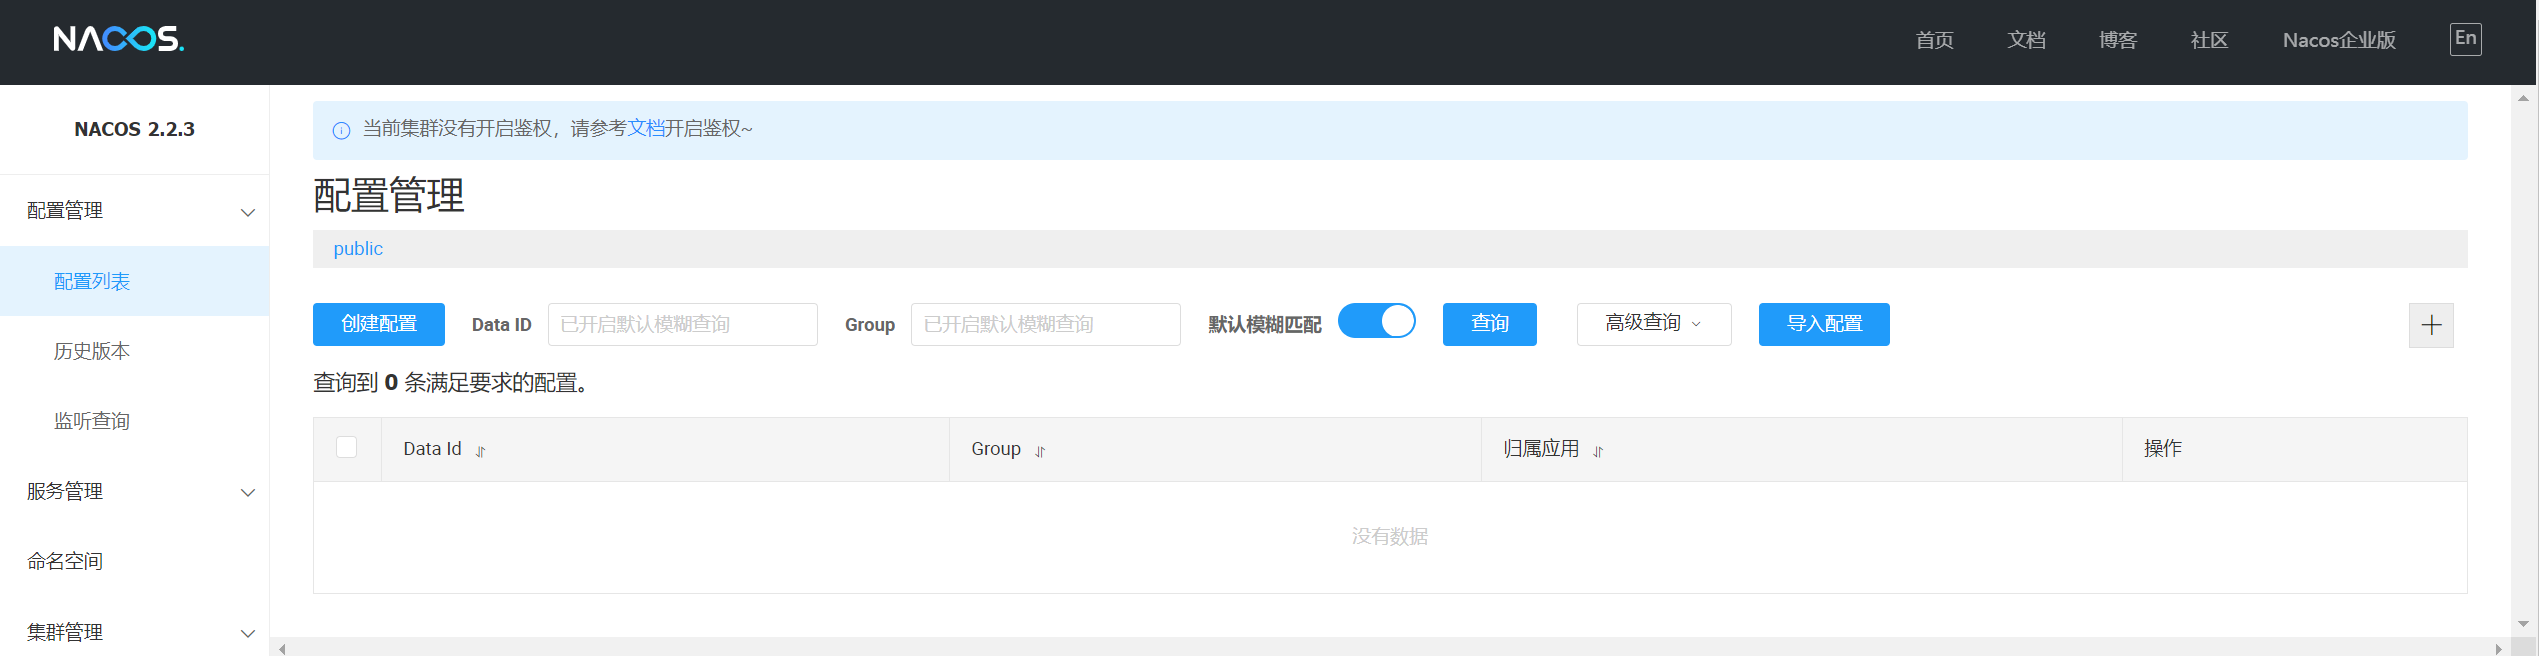 NACOS.
首页 文档 博客 社区 Nacos企业版 En
NACOS 2.2.3
当前集群没有开启鉴权，请参考文档开启鉴权~
配置管理
public
配置管理
配置列表
历史版本
监听查询
服务管理
命名空间
集群管理
创建配置 Data ID 已开启默认模糊查询 Group 已开启默认模糊查询 默认模糊匹配 查询 高级查询 导入配置
查询到 0 条满足要求的配置。
Data Id Group 归属应用 操作
没有数据